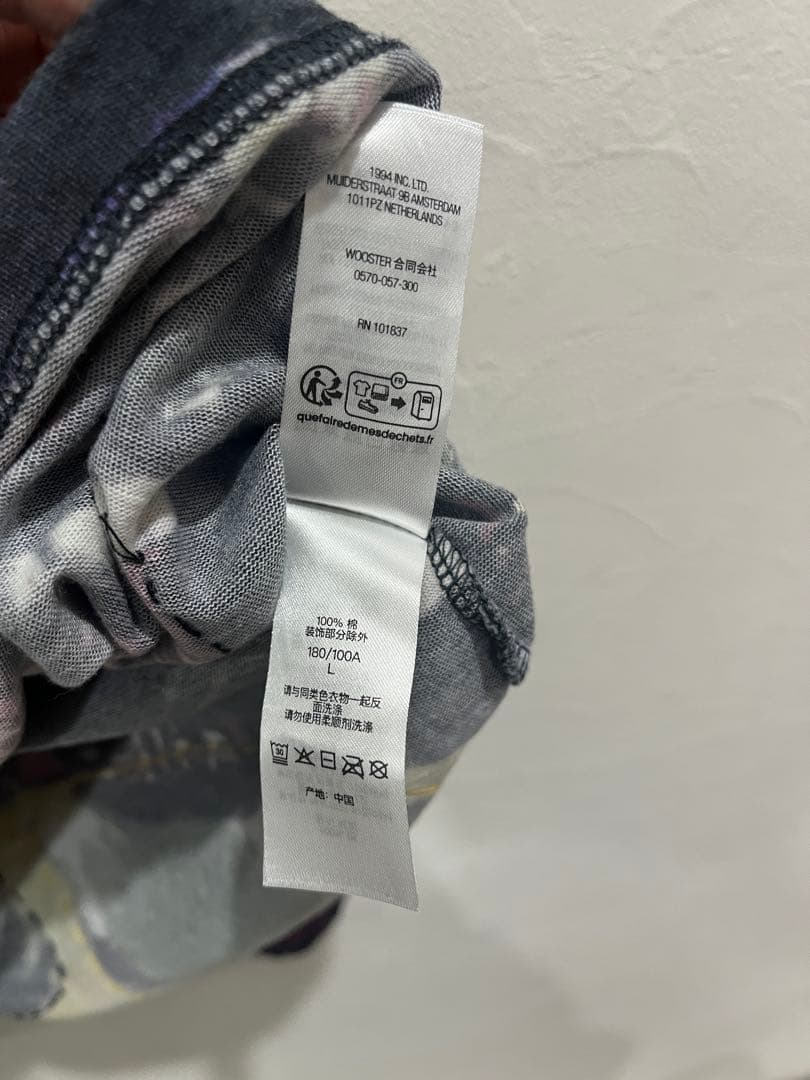 1994 INC. LTD.
MUIDERSTRAAT 9B AMSTERDAM
1011PZ NETHERLANDS
WOOSTER 合同会社
0570-057-300
RN 101837
FR
quefairedemesdechets.fr
100% 棉
装饰部分除外
180/100A
L
请与同类色衣物一起反
面洗涤
请勿使用柔顺剂洗涤
30
产地：中国